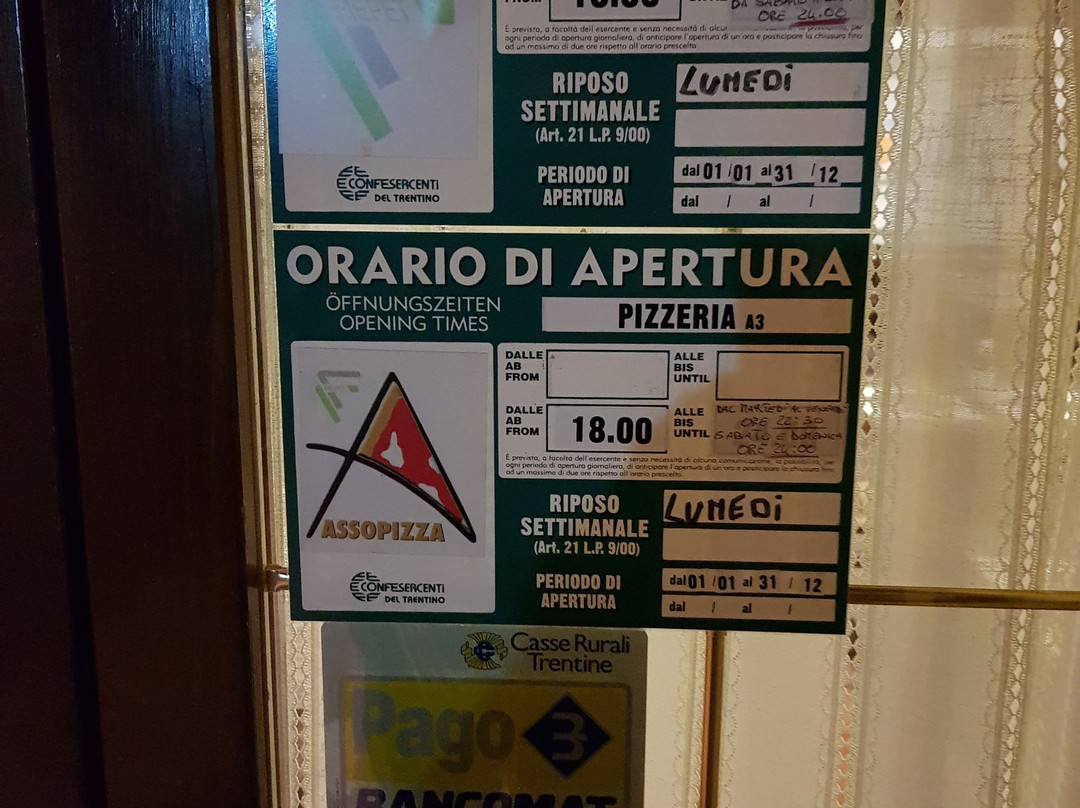 ORE 24.00
È prevista, a facoltà dell'esercente e senza necessità di
ogni periodo di apertura giornaliera, di anticipare l'apertura di un ora e posticipare la chiusura fino
ad un massimo di due ore rispetto all'orario prescelto
RIPOSO
SETTIMANALE
(Art. 21 L.P. 9/00)
LUNEDÌ
PERIODO DI
APERTURA
dal 01 / 01 al 31 / 12
dal / al /
CONFESERCENTI
DEL TRENTINO
ORARIO DI APERTURA
ÖFFNUNGSZEITEN
OPENING TIMES
PIZZERIA A3
DALLE
AB
FROM
ALLE
BIS
UNTIL
DALLE
AB
FROM
18.00
ALLE
BIS
UNTIL
DAL MARTEDÌ AL VENERDÌ
ORE 22:30
SABATO E DOMENICA
ORE 24:00
È prevista, a facoltà dell'esercente e senza necessità di alcuna comunicazione, la possibilità, per
ogni periodo di apertura giornaliera, di anticipare l'apertura di un ora e posticipare la chiusura fino
ad un massimo di due ore rispetto all'orario prescelto
ASSOPIZZA
CONFESERCENTI
DEL TRENTINO
RIPOSO
SETTIMANALE
(Art. 21 L.P. 9/00)
LUNEDÌ
PERIODO DI
APERTURA
dal 01 / 01 al 31 / 12
dal / al /
Casse Rurali
Trentine
Pago
BANCOMAT